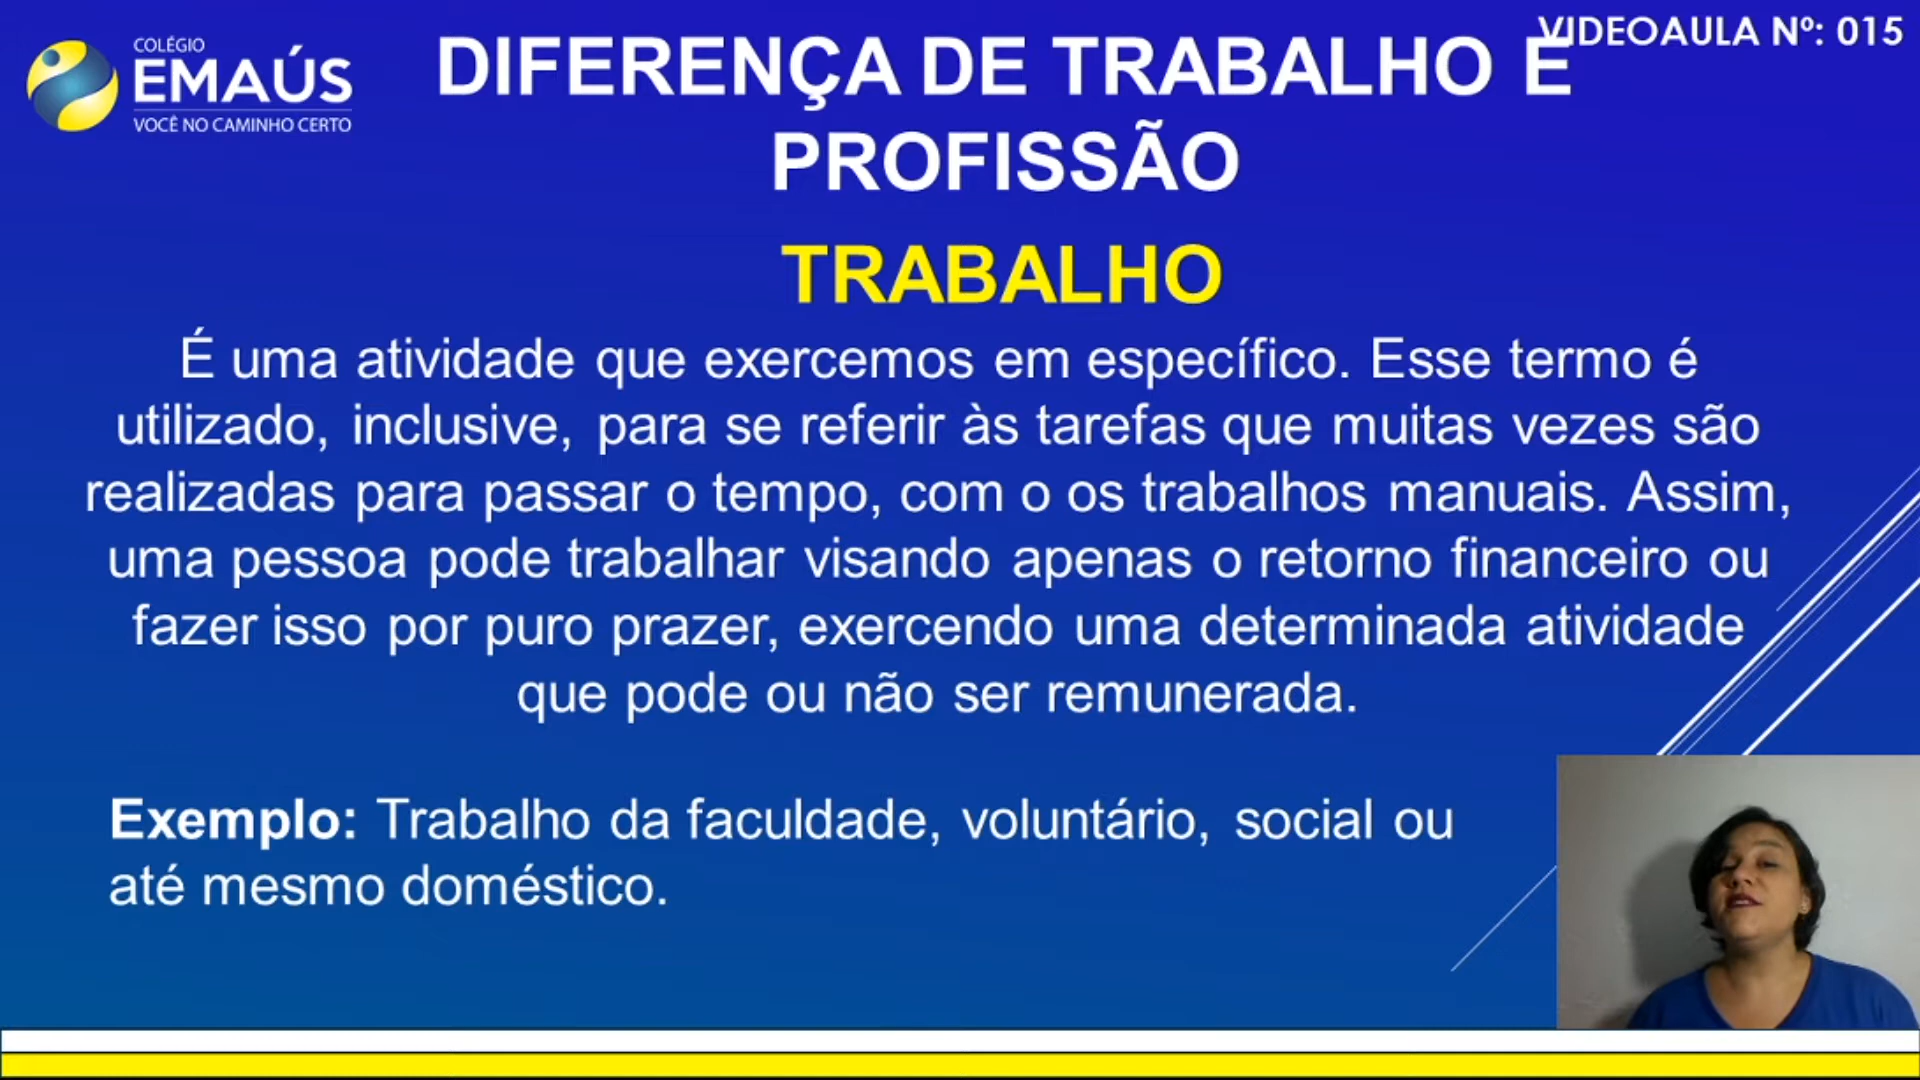 COLÉGIO
EMAÚS
VOCÊ NO CAMINHO CERTO
VIDEOAULA Nº: 015
DIFERENÇA DE TRABALHO E
PROFISSÃO
TRABALHO
É uma atividade que exercemos em específico. Esse termo é
utilizado, inclusive, para se referir às tarefas que muitas vezes são
realizadas para passar o tempo, com o os trabalhos manuais. Assim,
uma pessoa pode trabalhar visando apenas o retorno financeiro ou
fazer isso por puro prazer, exercendo uma determinada atividade
que pode ou não ser remunerada.
Exemplo: Trabalho da faculdade, voluntário, social ou
até mesmo doméstico.